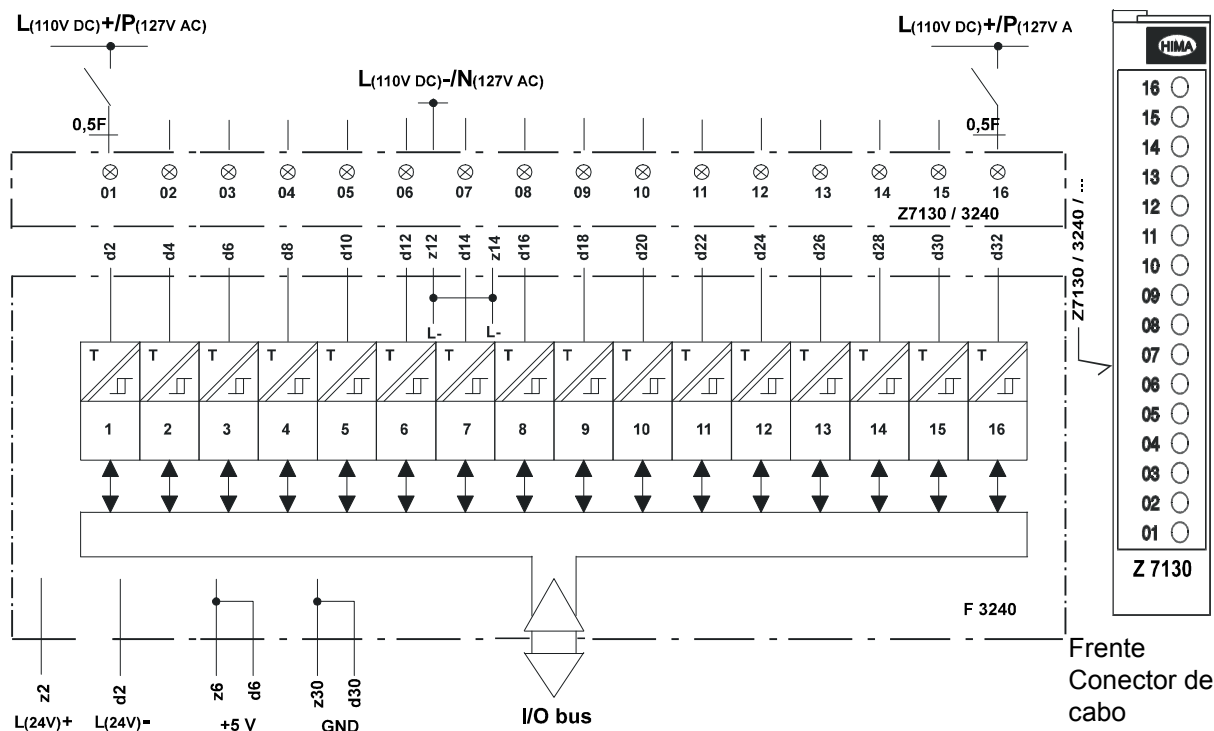 L(110V DC)+/P(127V AC)
L(110V DC)+/P(127V A
L(110V DC)-/N(127V AC)
0,5F
0,5F
01 02 03 04 05 06 07 08 09 10 11 12 13 14 15 16
Z7130 / 3240
d2 d4 d6 d8 d10 d12 z12 d14 z14 d16 d18 d20 d22 d24 d26 d28 d30 d32
L- L-
T T T T T T T T T T T T T T T T
1 2 3 4 5 6 7 8 9 10 11 12 13 14 15 16
F 3240
z2 d2 z6 d6 z30 d30
L(24V)+ L(24V)- +5 V GND
I/O bus
Z7130 / 3240 / ...
HIMA
16
15
14
13
12
11
10
09
08
07
06
05
04
03
02
01
Z 7130
Frente
Conector de
cabo